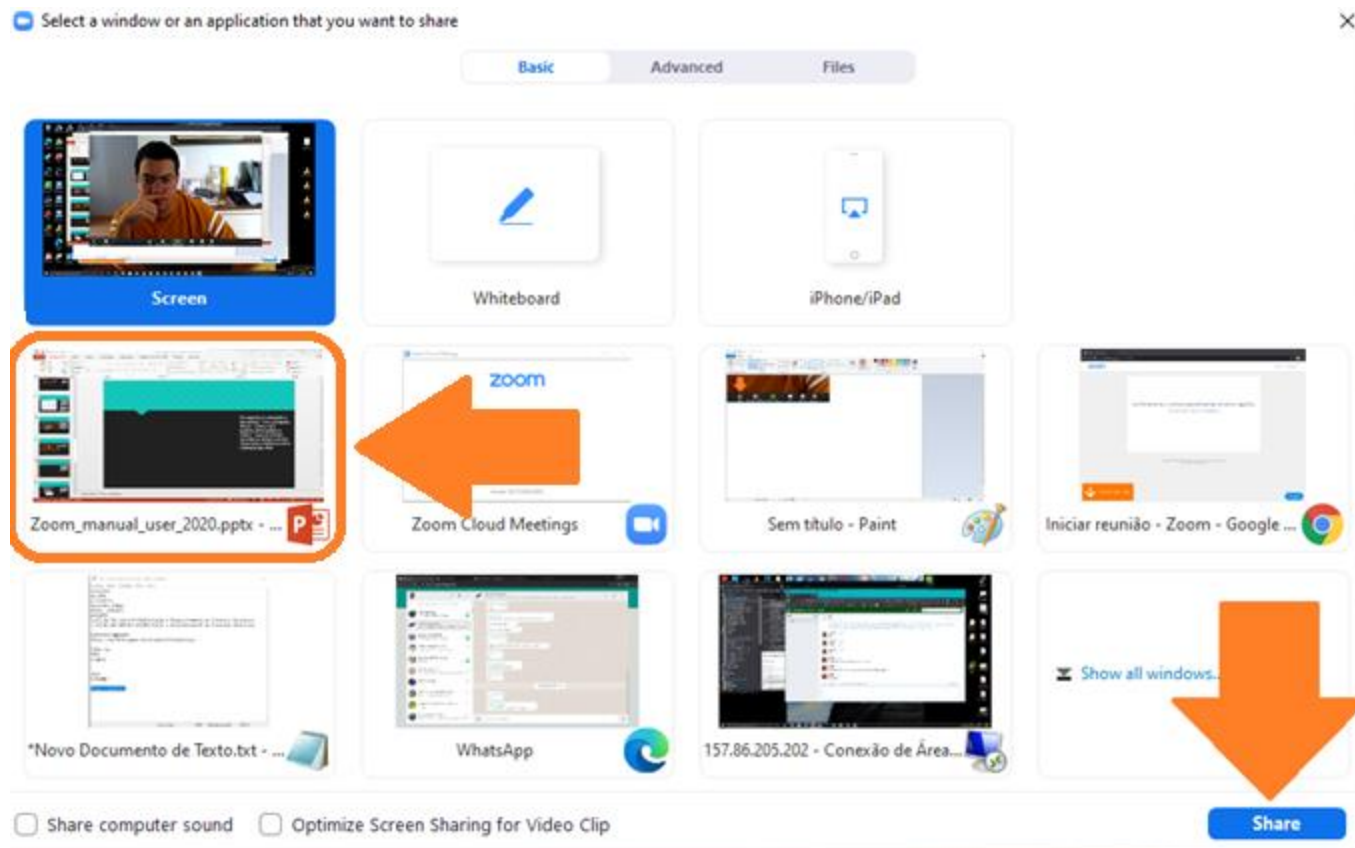 Select a window or an application that you want to share
Basic Advanced Files
Screen Whiteboard iPhone/iPad
zoom
Zoom_manual_user_2020.pptx - ... Zoom Cloud Meetings Sem título - Paint Iniciar reunião - Zoom - Google ...
Show all windows..
*Novo Documento de Texto.txt - ... WhatsApp 157.86.205.202 - Conexão de Área...
Share computer sound Optimize Screen Sharing for Video Clip Share